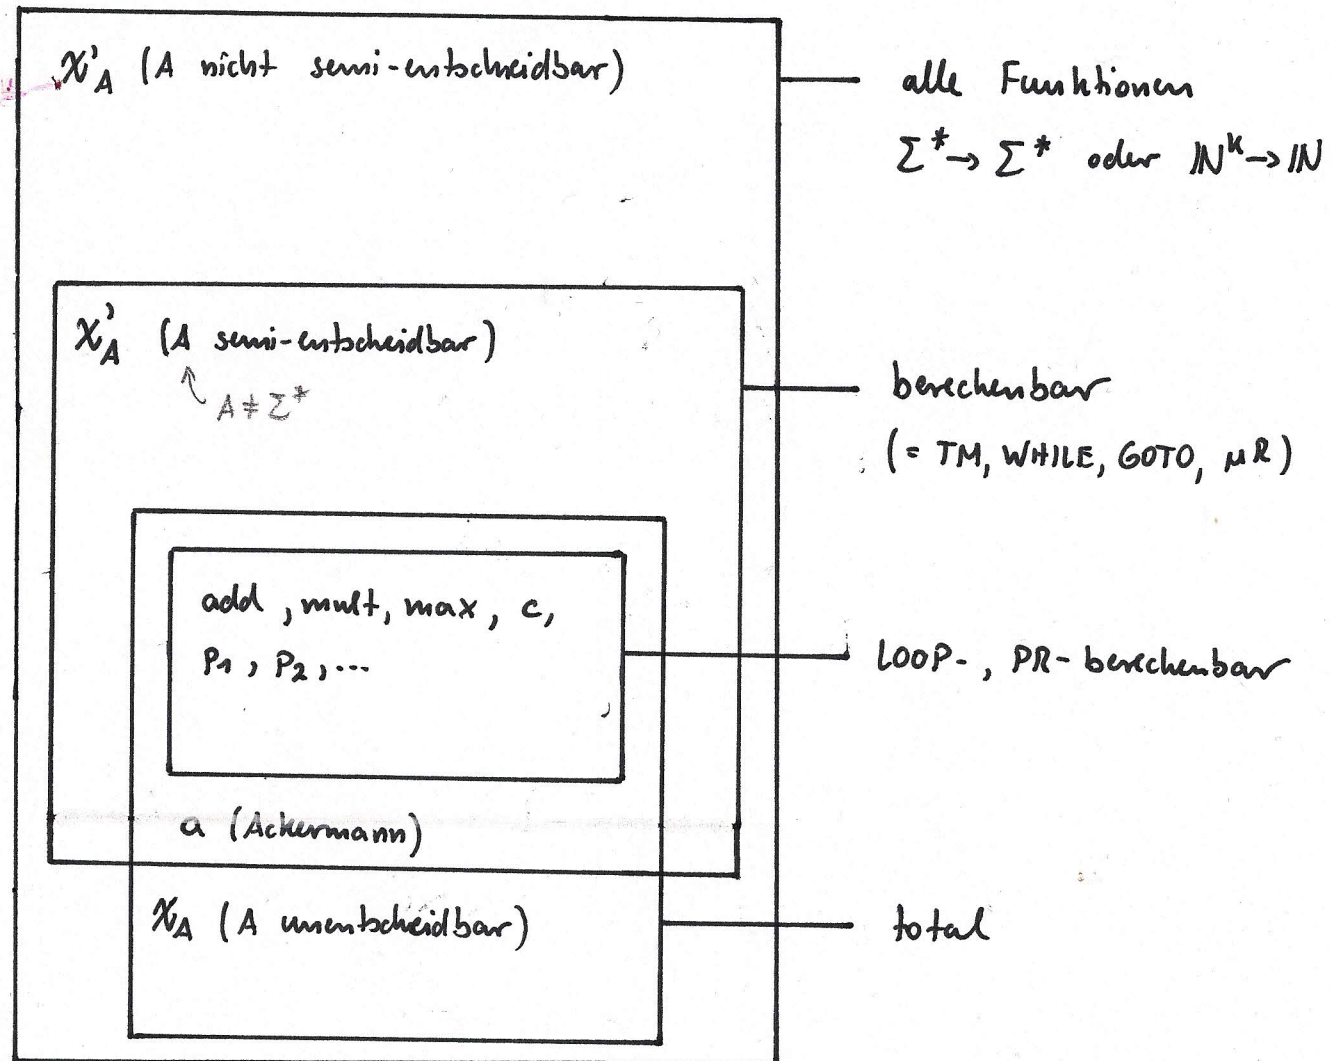 χ'A (A nicht semi-entscheidbar)
alle Funktionen
Σ* → Σ* oder ℕᵏ → ℕ
χ'A (A semi-entscheidbar)
A ≠ Σ*
berechenbar
(= TM, WHILE, GOTO, μR)
add, mult, max, c,
p1, p2, ...
LOOP-, PR-berechenbar
a (Ackermann)
χA (A unentscheidbar)
total